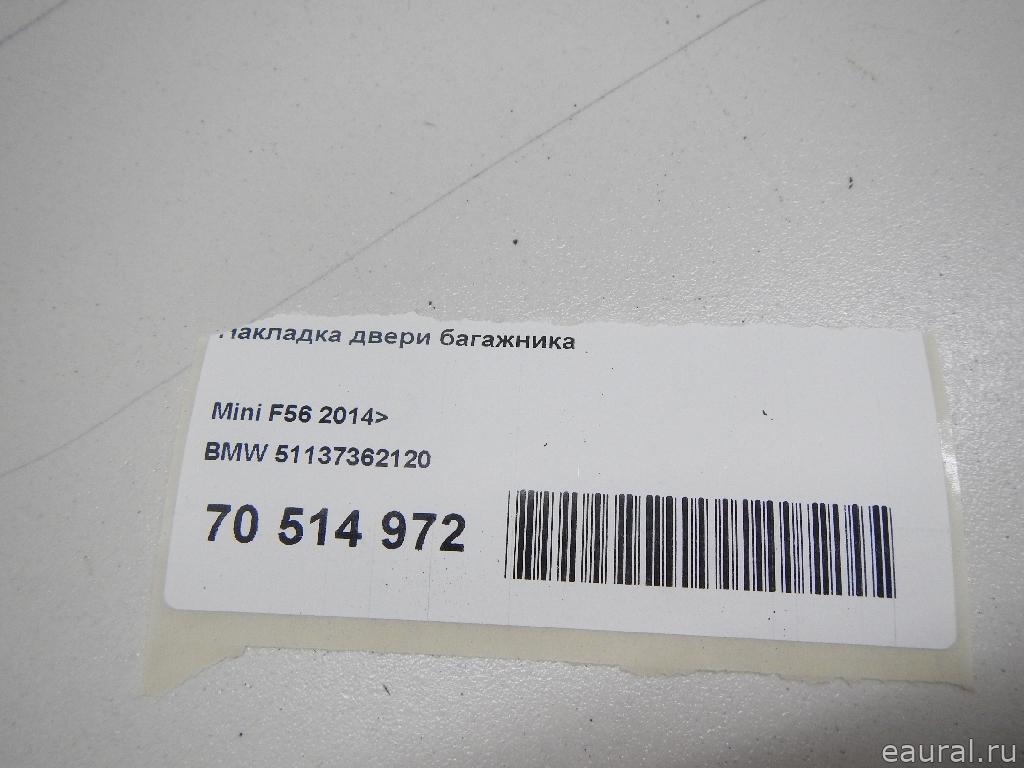 Накладка двери багажника
Mini F56 2014>
BMW 51137362120
70 514 972
eaural.ru